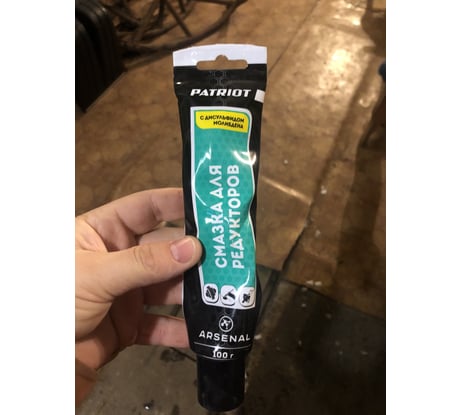 PATRIOT
С ДИСУЛЬФИДОМ
МОЛИБДЕНА
СМАЗКА ДЛЯ
РЕДУКТОРОВ
ARSENAL
100 г